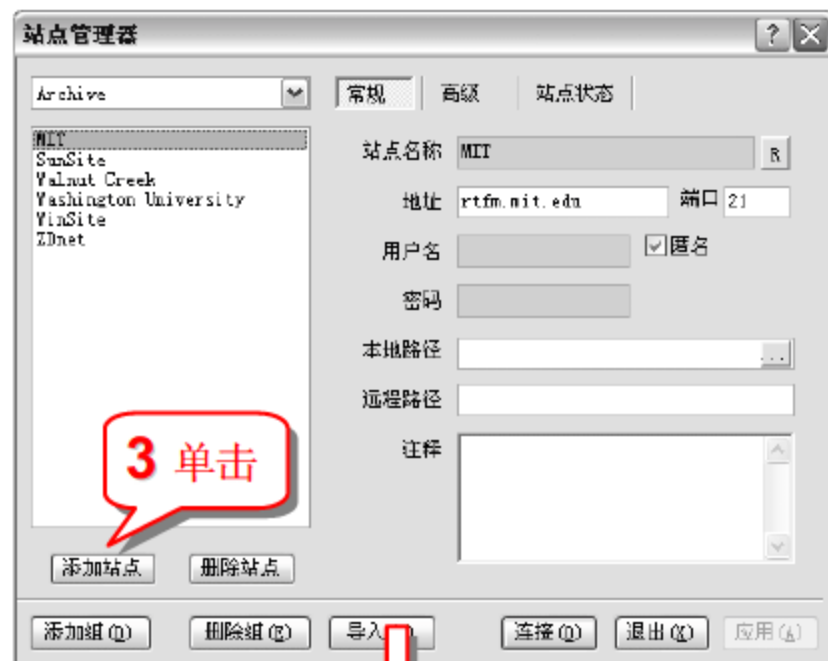 站点管理器
Archive
常规 高级 站点状态
MIT
SunSite
Walnut Creek
Washington University
WinSite
ZDnet
站点名称 MIT R
地址 rtfm.mit.edu 端口 21
用户名 匿名
密码
本地路径 ...
远程路径
注释
3 单击
添加站点 删除站点
添加组(D) 删除组(E) 导入 连接(O) 退出(X) 应用(A)